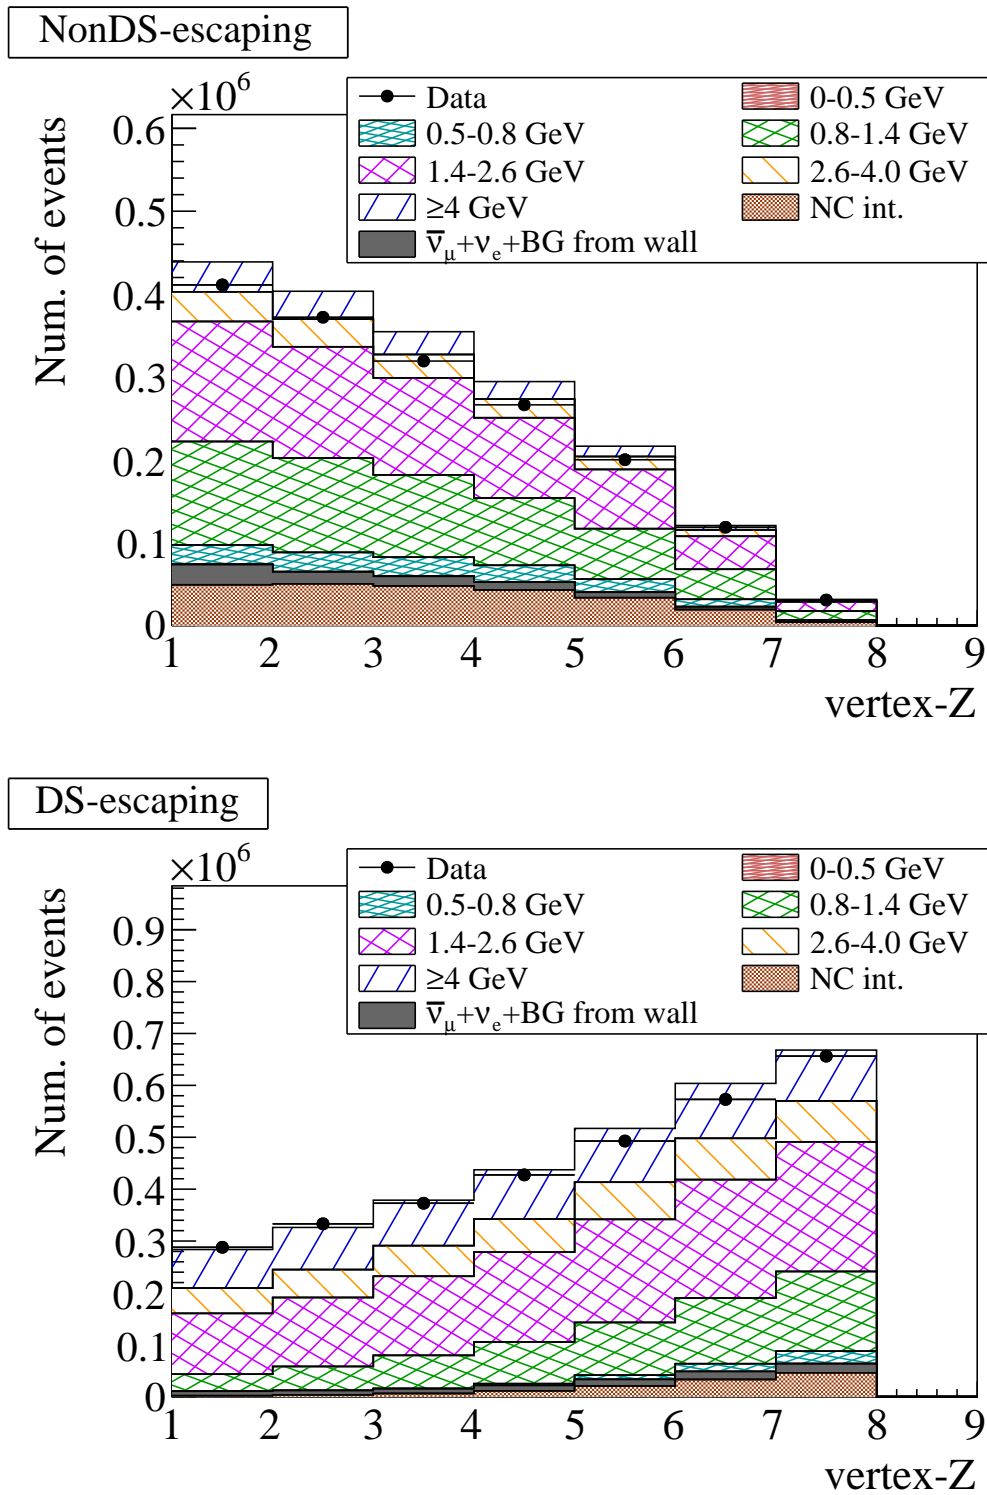 NonDS-escaping
×10⁶
Data
0-0.5 GeV
0.5-0.8 GeV
0.8-1.4 GeV
1.4-2.6 GeV
2.6-4.0 GeV
≥4 GeV
NC int.
ν̅μ+νe+BG from wall
Num. of events
0.6
0.5
0.4
0.3
0.2
0.1
0
1 2 3 4 5 6 7 8 9
vertex-Z
DS-escaping
×10⁶
Data
0-0.5 GeV
0.5-0.8 GeV
0.8-1.4 GeV
1.4-2.6 GeV
2.6-4.0 GeV
≥4 GeV
NC int.
ν̅μ+νe+BG from wall
Num. of events
0.9
0.8
0.7
0.6
0.5
0.4
0.3
0.2
0.1
0
1 2 3 4 5 6 7 8 9
vertex-Z